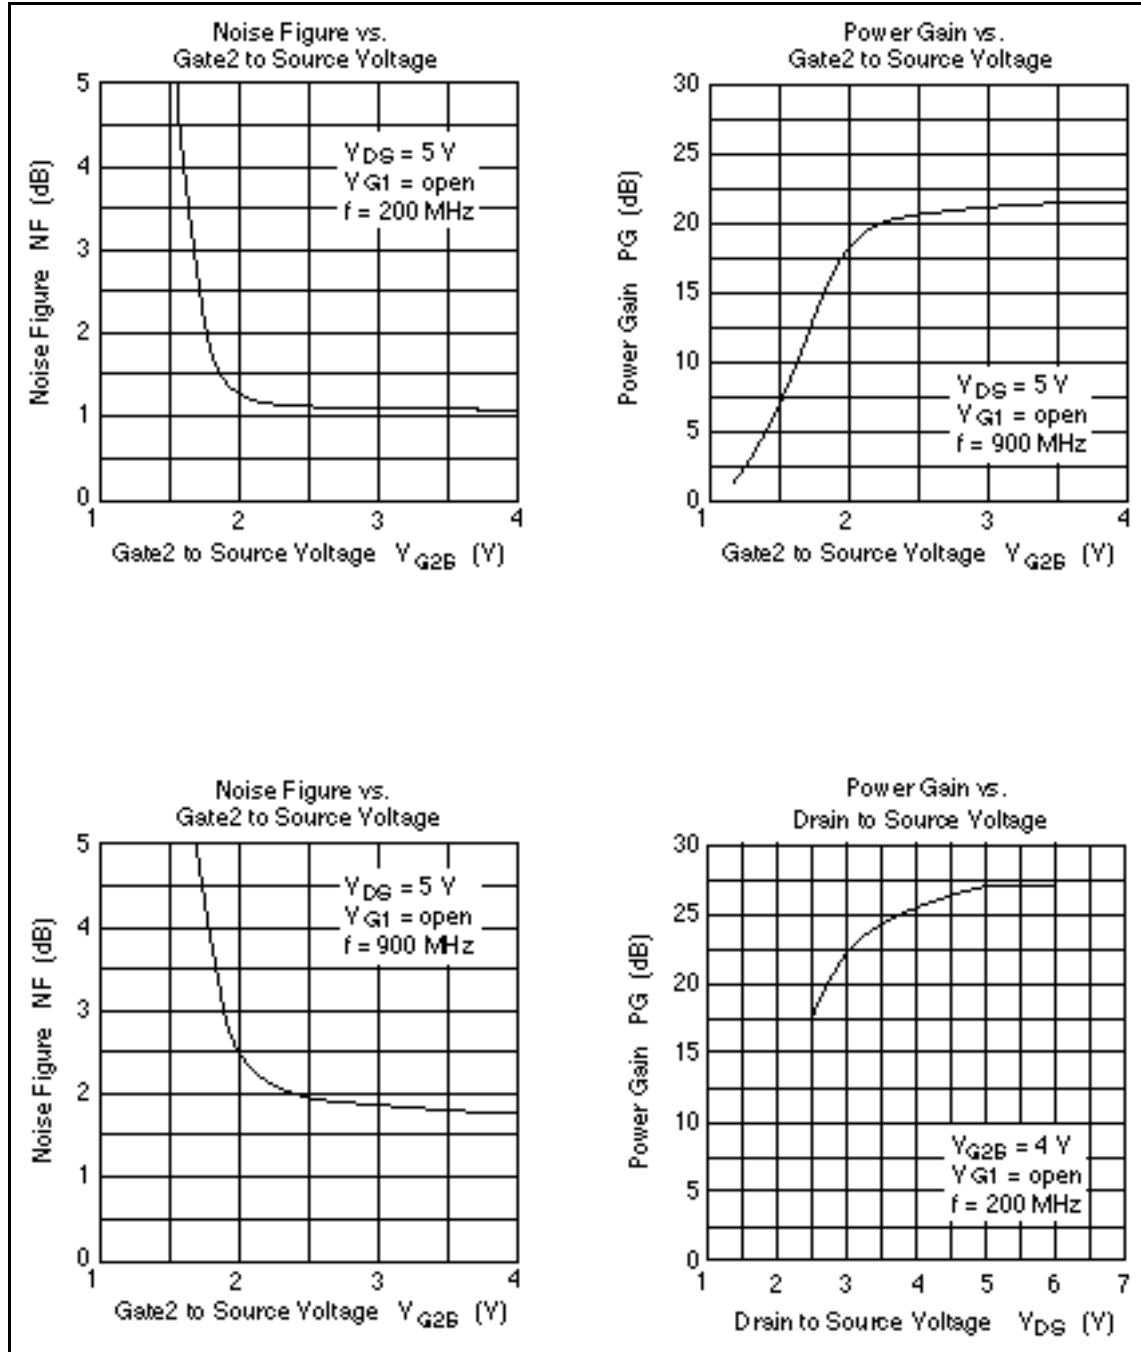 Noise Figure vs.
Gate2 to Source Voltage
5
4
3
2
1
0
Noise Figure NF (dB)
V DS = 5 V
V G1 = open
f = 200 MHz
1 2 3 4
Gate2 to Source Voltage V G2S (V)
Power Gain vs.
Gate2 to Source Voltage
30
25
20
15
10
5
0
Power Gain PG (dB)
V DS = 5 V
V G1 = open
f = 900 MHz
1 2 3 4
Gate2 to Source Voltage V G2S (V)
Noise Figure vs.
Gate2 to Source Voltage
5
4
3
2
1
0
Noise Figure NF (dB)
V DS = 5 V
V G1 = open
f = 900 MHz
1 2 3 4
Gate2 to Source Voltage V G2S (V)
Power Gain vs.
Drain to Source Voltage
30
25
20
15
10
5
0
Power Gain PG (dB)
V G2S = 4 V
V G1 = open
f = 200 MHz
1 2 3 4 5 6 7
Drain to Source Voltage V DS (V)